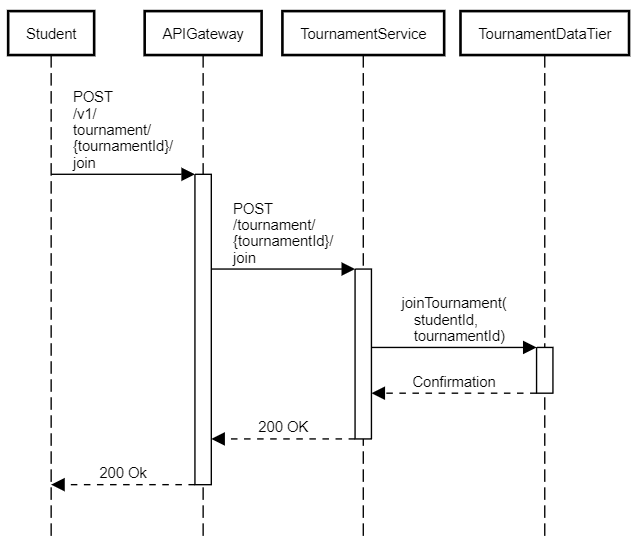 Student
APIGateway
TournamentService
TournamentDataTier
POST
/v1/
tournament/
{tournamentId}/
join
POST
/tournament/
{tournamentId}/
join
joinTournament(
studentId,
tournamentId)
Confirmation
200 OK
200 Ok